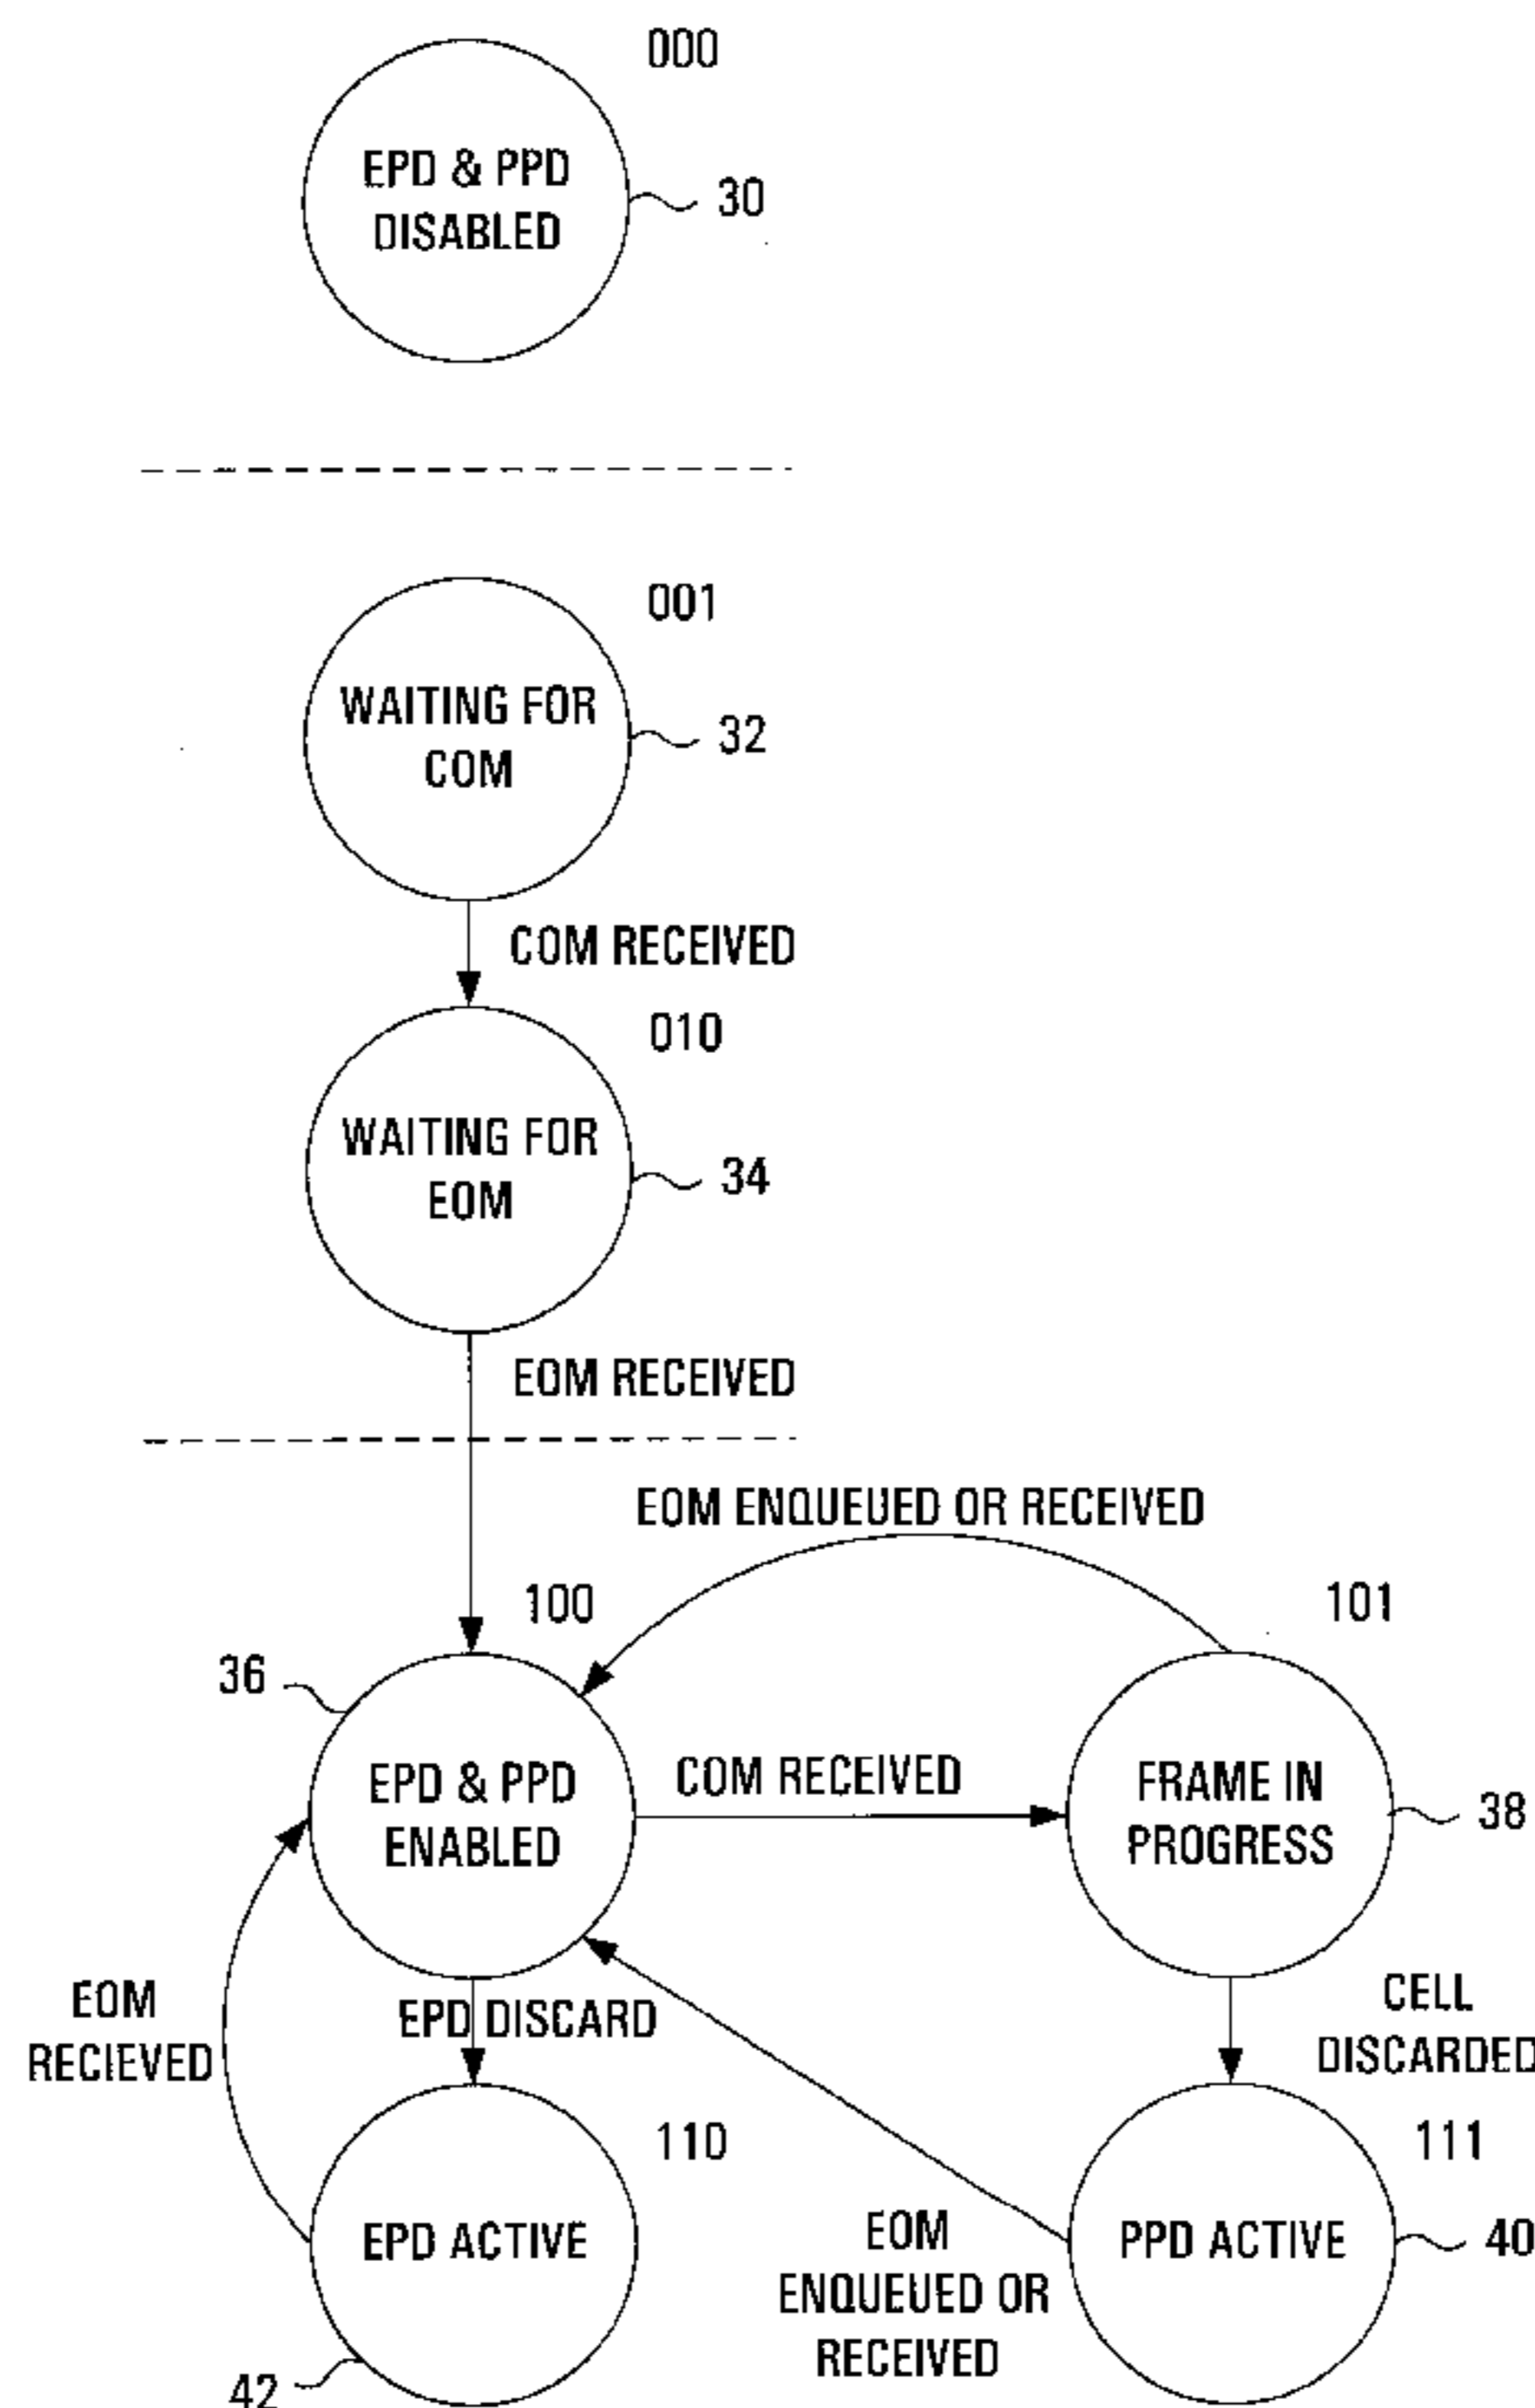 000
EPD & PPD
DISABLED
30
001
WAITING FOR
COM
32
COM RECEIVED
010
WAITING FOR
EOM
34
EOM RECEIVED
EOM ENQUEUED OR RECEIVED
100
101
36
EPD & PPD
ENABLED
COM RECEIVED
FRAME IN
PROGRESS
38
EOM
RECIEVED
EPD DISCARD
CELL
DISCARDED
110
111
EPD ACTIVE
EOM
ENQUEUED OR
RECEIVED
PPD ACTIVE
40
42